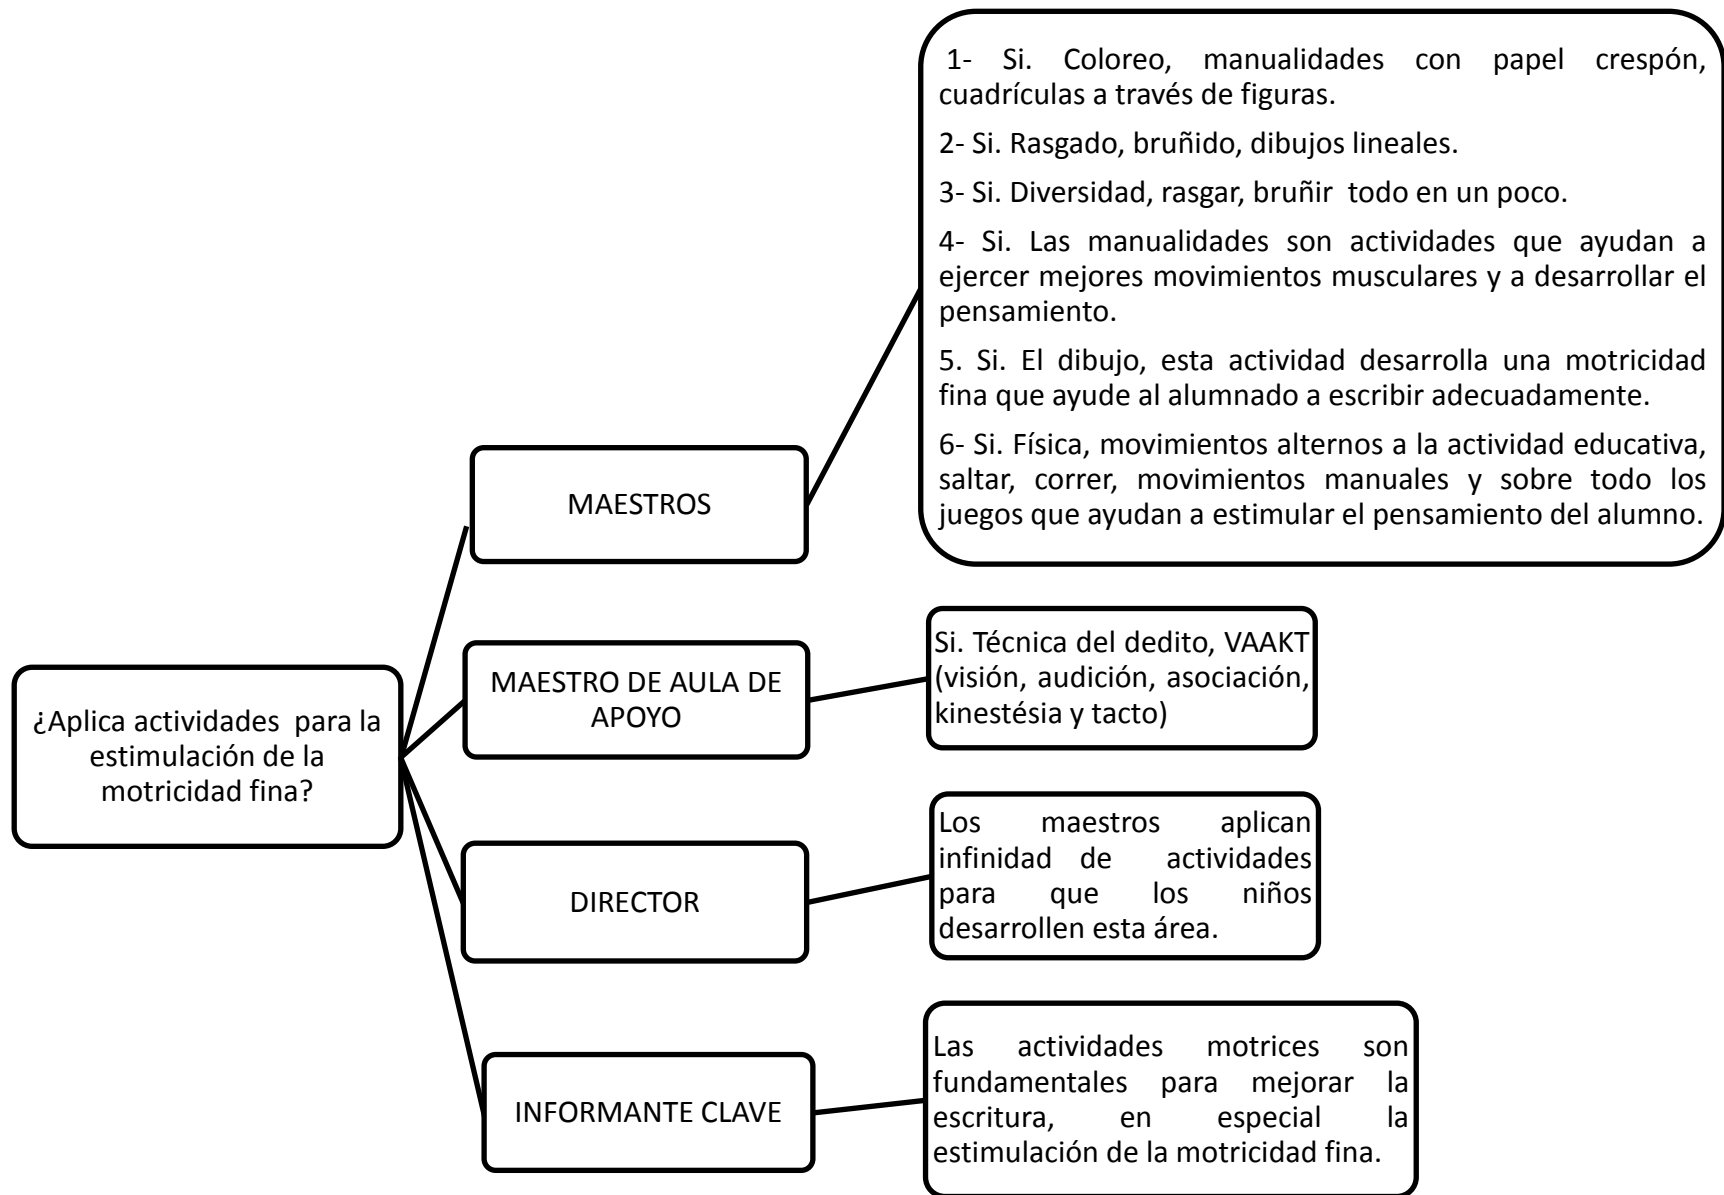 ¿Aplica actividades para la
estimulación de la
motricidad fina?
MAESTROS
1- Si. Coloreo, manualidades con papel crespón,
cuadrículas a través de figuras.
2- Si. Rasgado, bruñido, dibujos lineales.
3- Si. Diversidad, rasgar, bruñir todo en un poco.
4- Si. Las manualidades son actividades que ayudan a
ejercer mejores movimientos musculares y a desarrollar el
pensamiento.
5. Si. El dibujo, esta actividad desarrolla una motricidad
fina que ayude al alumnado a escribir adecuadamente.
6- Si. Física, movimientos alternos a la actividad educativa,
saltar, correr, movimientos manuales y sobre todo los
juegos que ayudan a estimular el pensamiento del alumno.
MAESTRO DE AULA DE
APOYO
Si. Técnica del dedito, VAAKT
(visión, audición, asociación,
kinestésia y tacto)
DIRECTOR
Los maestros aplican
infinidad de actividades
para que los niños
desarrollen esta área.
INFORMANTE CLAVE
Las actividades motrices son
fundamentales para mejorar la
escritura, en especial la
estimulación de la motricidad fina.